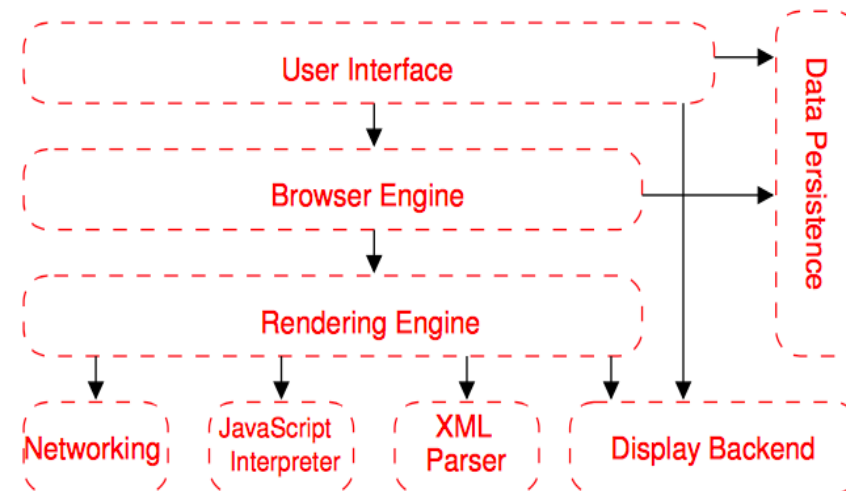 User Interface
Data Persistence
Browser Engine
Rendering Engine
Networking
JavaScript
Interpreter
XML
Parser
Display Backend